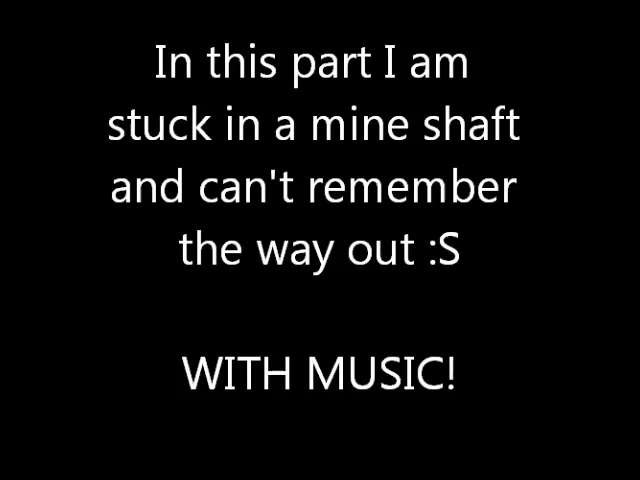 In this part I am
stuck in a mine shaft
and can't remember
the way out :S
WITH MUSIC!